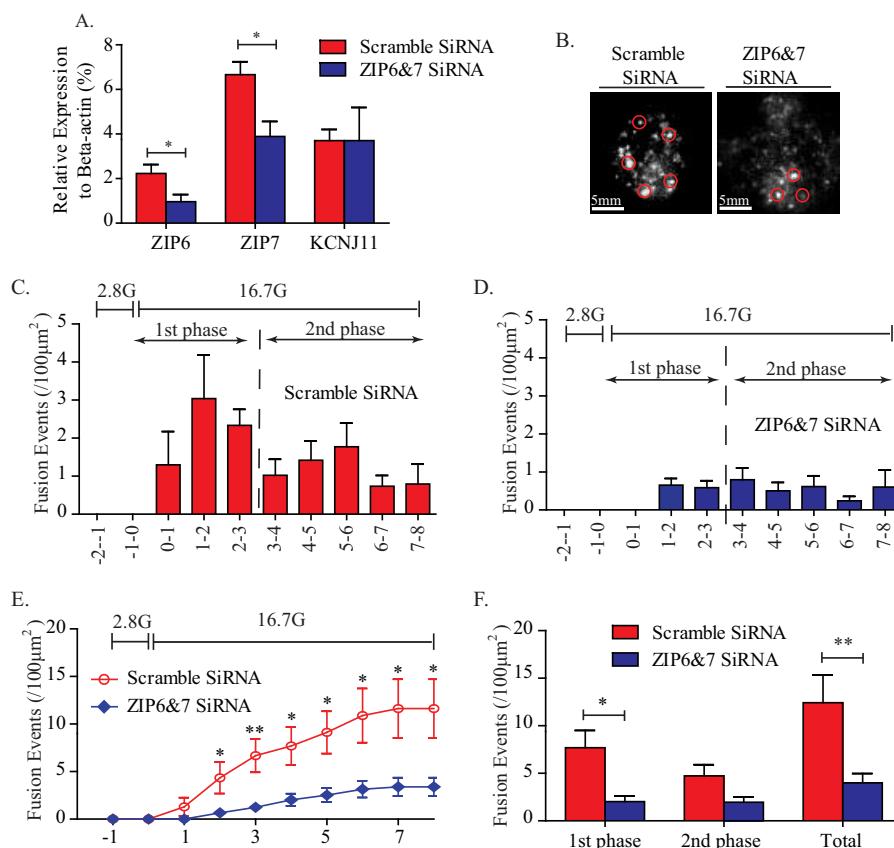 A.
Relative Expression
to Beta-actin (%)
8
6
4
2
0
*
*
Scramble SiRNA
ZIP6&7 SiRNA
ZIP6
ZIP7
KCNJ11
B.
Scramble
SiRNA
ZIP6&7
SiRNA
5mm
5mm
C.
2.8G
16.7G
1st phase
2nd phase
Scramble SiRNA
Fusion Events (/100µm²)
5
4
3
2
1
0
-2--1
-1-0
0-1
1-2
2-3
3-4
4-5
5-6
6-7
7-8
D.
2.8G
16.7G
1st phase
2nd phase
ZIP6&7 SiRNA
Fusion Events (/100µm²)
5
4
3
2
1
0
-2--1
-1-0
0-1
1-2
2-3
3-4
4-5
5-6
6-7
7-8
E.
2.8G
16.7G
Fusion Events (/100µm²)
20
15
10
5
0
Scramble SiRNA
ZIP6&7 SiRNA
*
**
*
*
*
*
*
-1
1
3
5
7
F.
Fusion Events (/100µm²)
20
15
10
5
0
Scramble SiRNA
ZIP6&7 SiRNA
*
**
1st phase
2nd phase
Total